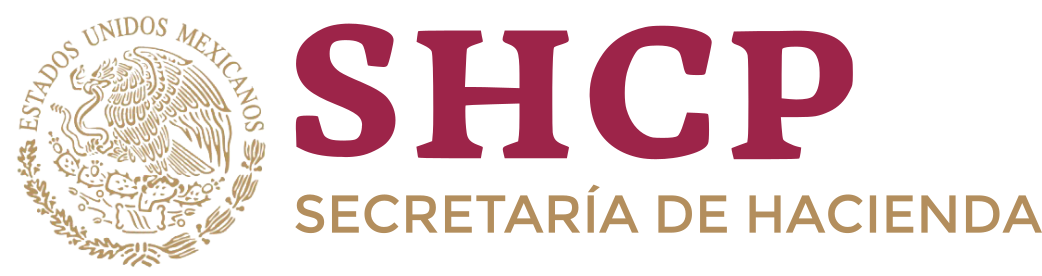 ESTADOS UNIDOS MEXICANOS
SHCP
SECRETARÍA DE HACIENDA